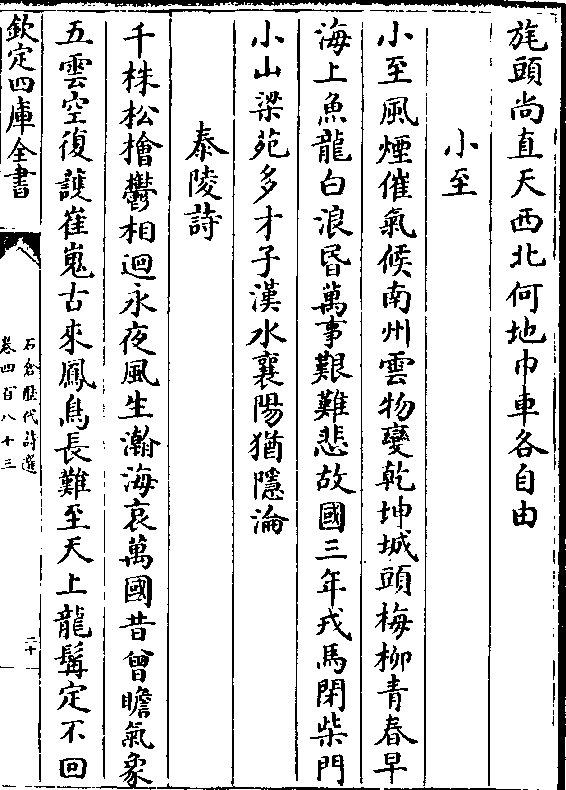 旄頭尚直天西北何地巾車各自由
小至
小至風煙催氣候南州雲物變乾坤城頭梅柳青春早
海上魚龍白浪昏萬事艱難悲故國三年戎馬閉柴門
小山梁苑多才子漢水襄陽猶隱淪
泰陵詩
千株松檜鬱相迴永夜風生瀚海哀萬國昔曾瞻氣象
五雲空復護崔嵬古來鳳鳥長難至天上龍髯定不回
欽定四庫全書
石倉歷代詩選
卷四百八十三
二十